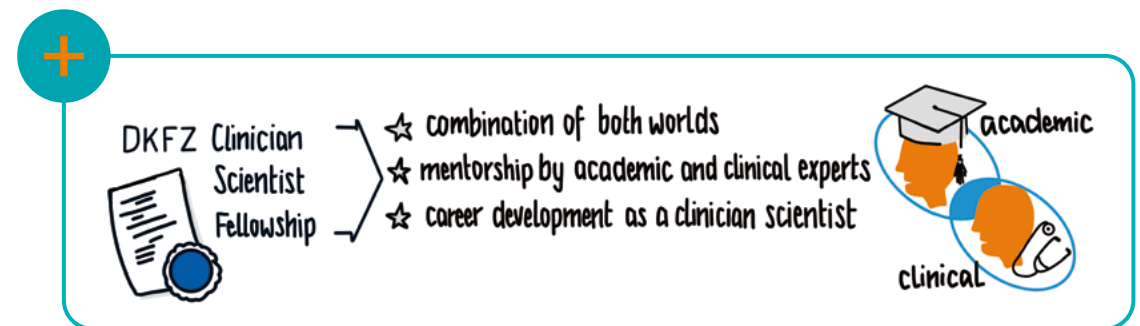 DKFZ Clinician
Scientist
Fellowship
combination of both worlds
mentorship by academic and clinical experts
career development as a clinician scientist
academic
clinical